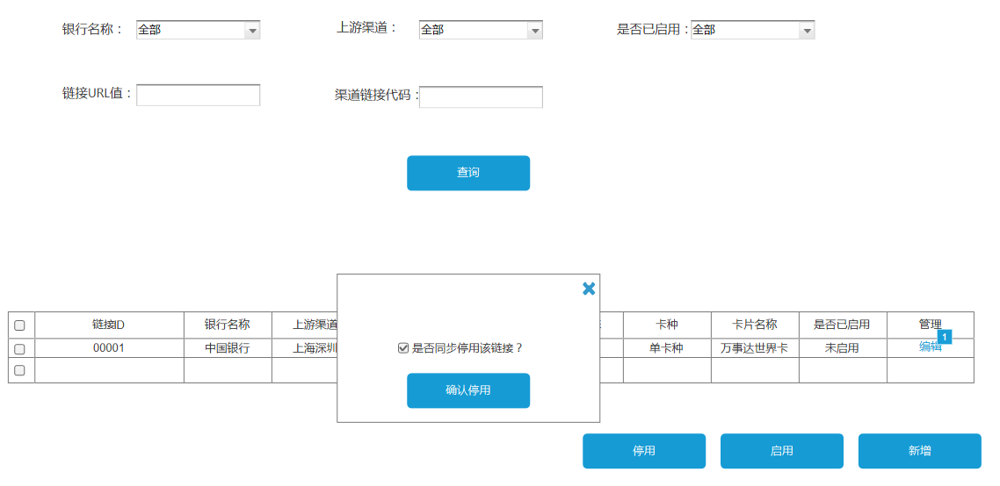 银行名称： 全部 上游渠道： 全部 是否已启用： 全部
链接URL值： 渠道链接代码：
查询
链接ID 银行名称 上游渠道 卡种 卡片名称 是否已启用 管理
1
00001 中国银行 上海深圳 单卡种 万事达世界卡 未启用 编辑
是否同步停用该链接？
确认停用
停用 启用 新增